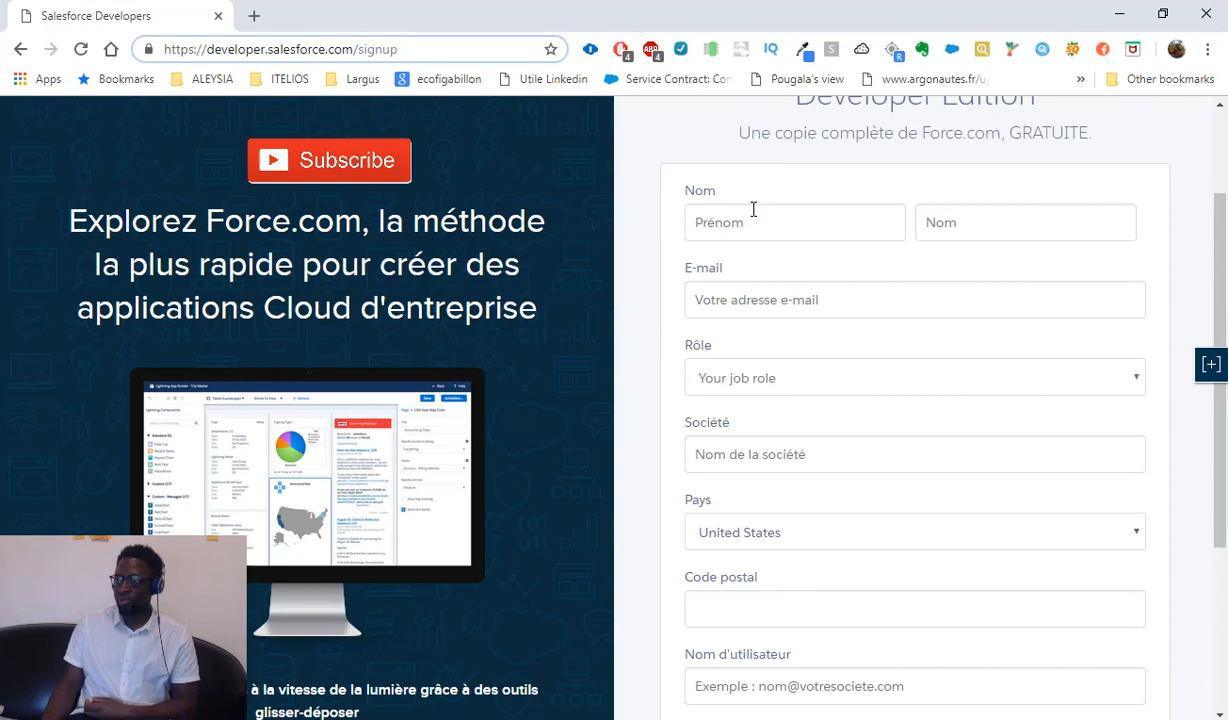 Salesforce Developers
https://developer.salesforce.com/signup
Apps Bookmarks ALEYSIA ITELIOS Largus ecofigabillon Utile Linkedin Service Contract: Con Pougala's view www.argonautes.fr/up » Other bookmarks
Subscribe
Explorez Force.com, la méthode
la plus rapide pour créer des
applications Cloud d'entreprise
à la vitesse de la lumière grâce à des outils
glisser-déposer
Developer Edition
Une copie complète de Force.com, GRATUITE.
Nom
Prénom Nom
E-mail
Votre adresse e-mail
Rôle
Your job role
Société
Nom de la société
Pays
United States
Code postal
Nom d'utilisateur
Exemple : nom@votresociete.com
[+]